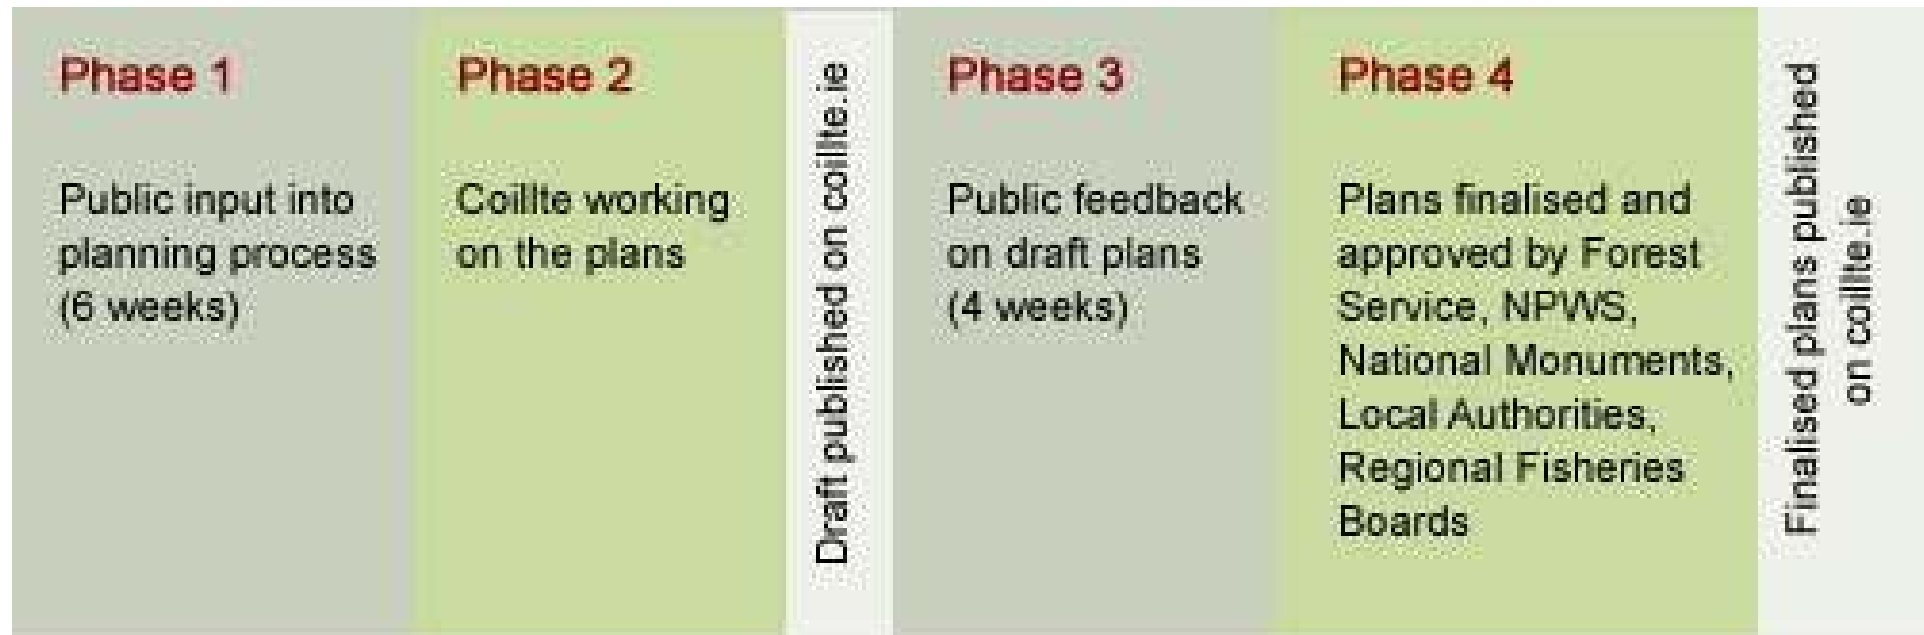 Phase 1
Public input into
planning process
(6 weeks)
Phase 2
Coillte working
on the plans
Draft published on coillte.ie
Phase 3
Public feedback
on draft plans
(4 weeks)
Phase 4
Plans finalised and
approved by Forest
Service, NPWS,
National Monuments,
Local Authorities,
Regional Fisheries
Boards
Finalised plans published
on coillte.ie